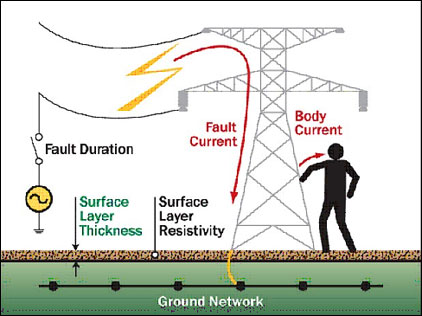 Fault
Current
Body
Current
Fault Duration
Surface
Layer
Thickness
Surface
Layer
Resistivity
Ground Network